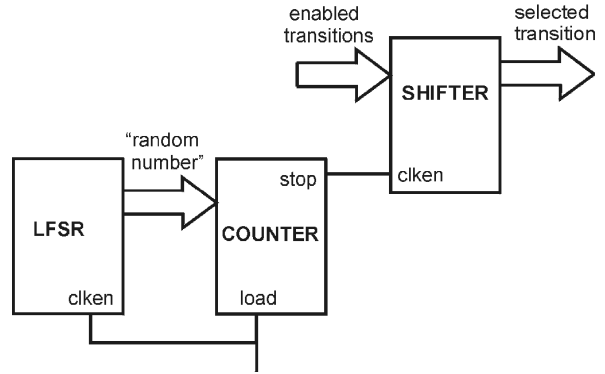 enabled
transitions
selected
transition
SHIFTER
clken
"random
number"
stop
LFSR
COUNTER
clken
load